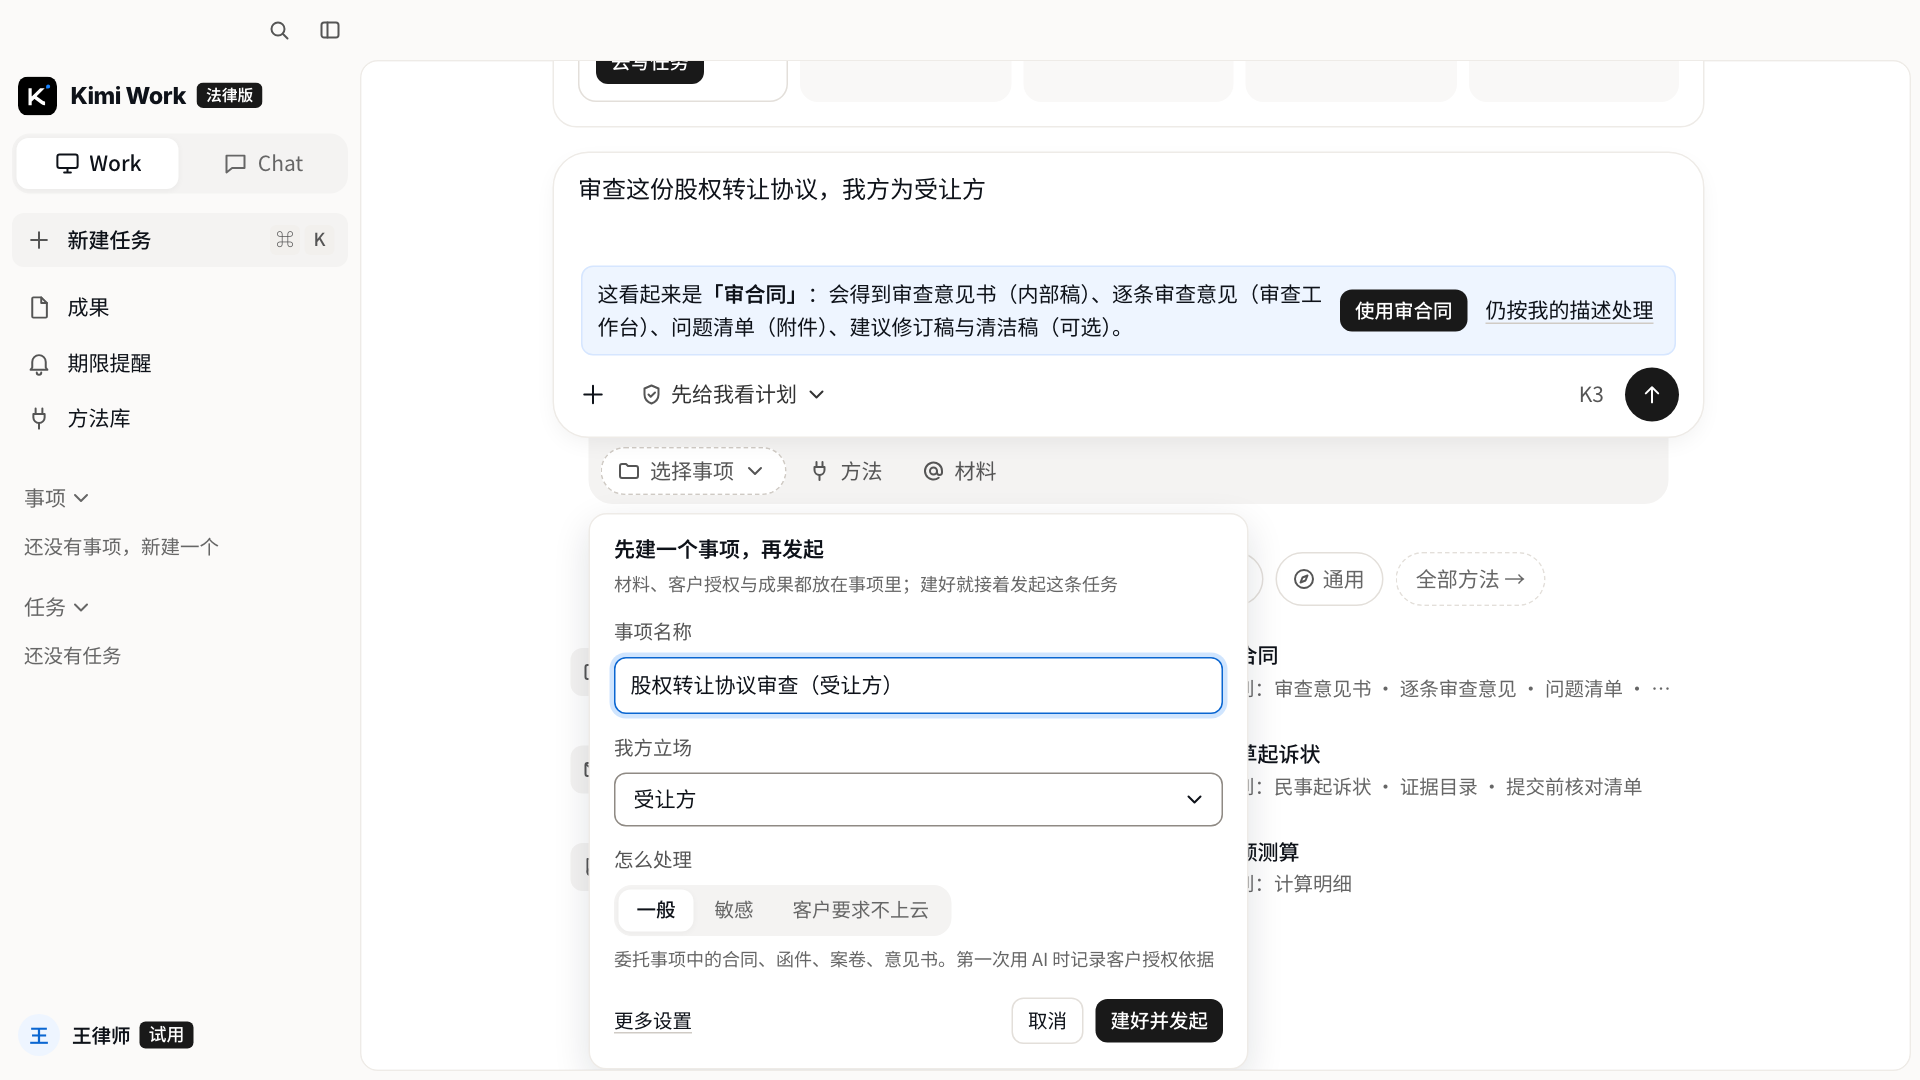 Kimi Work 法律版
Work
Chat
新建任务 ⌘ K
成果
期限提醒
方法库
事项
还没有事项，新建一个
任务
还没有任务
王 王律师 试用
去写任务
审查这份股权转让协议，我方为受让方
这看起来是「审合同」：会得到审查意见书（内部稿）、逐条审查意见（审查工
作台）、问题清单（附件）、建议修订稿与清洁稿（可选）。
使用审合同
仍按我的描述处理
先给我看计划
K3
选择事项
方法
材料
先建一个事项，再发起
材料、客户授权与成果都放在事项里；建好就接着发起这条任务
事项名称
股权转让协议审查（受让方）
我方立场
受让方
怎么处理
一般 敏感 客户要求不上云
委托事项中的合同、函件、案卷、意见书。第一次用 AI 时记录客户授权依据
更多设置
取消
建好并发起
通用
全部方法 →
合同
：审查意见书 • 逐条审查意见 • 问题清单 • ···
起诉状
：民事起诉状 • 证据目录 • 提交前核对清单
测算
：计算明细